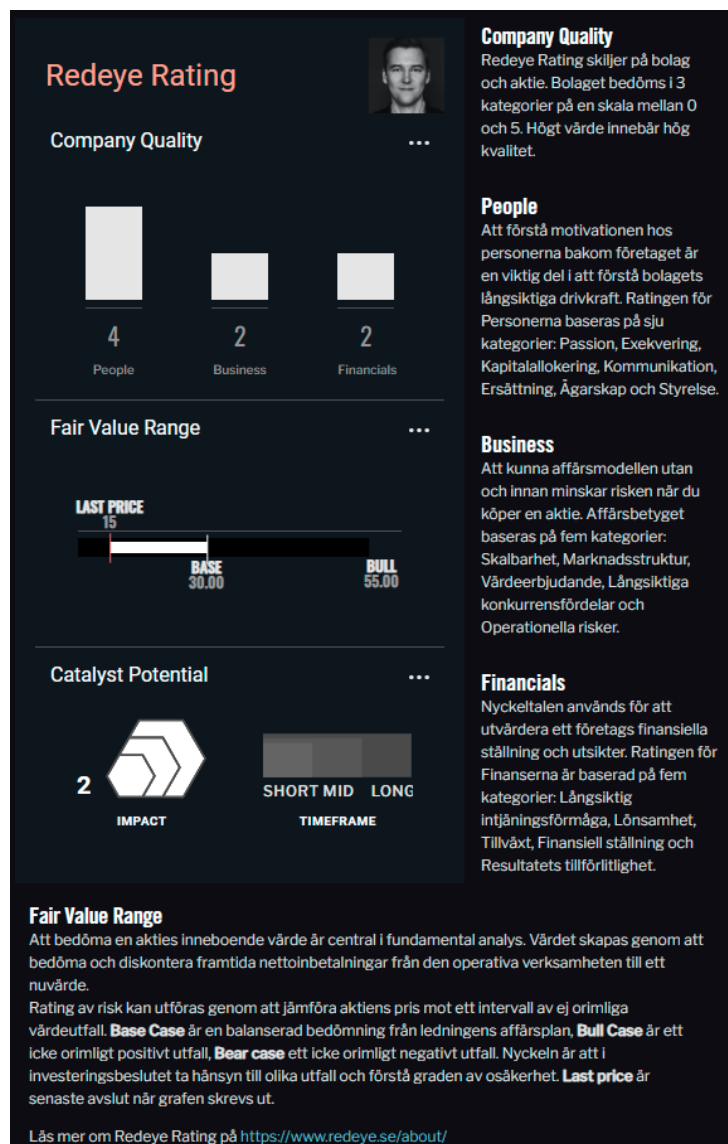 Redeye Rating
Company Quality
...
4
2
2
People
Business
Financials
Fair Value Range
...
LAST PRICE
15
BASE
30.00
BULL
55.00
Catalyst Potential
...
2
IMPACT
SHORT MID LONG
TIMEFRAME
Company Quality
Redeye Rating skiljer på bolag
och aktie. Bolaget bedöms i 3
kategorier på en skala mellan 0
och 5. Högt värde innebär hög
kvalitet.
People
Att förstå motivationen hos
personerna bakom företaget är
en viktig del i att förstå bolagets
långsiktiga drivkraft. Ratingen för
Personerna baseras på sju
kategorier: Passion, Exekvering,
Kapitalallokering, Kommunikation,
Ersättning, Ägarskap och Styrelse.
Business
Att kunna affärsmodellen utan
och innan minskar risken när du
köper en aktie. Affärsbetyget
baseras på fem kategorier:
Skalbarhet, Marknadsstruktur,
Värdeerbjudande, Långsiktiga
konkurrensfördelar och
Operationella risker.
Financials
Nyckeltalen används för att
utvärdera ett företags finansiella
ställning och utsikter. Ratingen för
Finanserna är baserad på fem
kategorier: Långsiktig
intjäningsförmåga, Lönsamhet,
Tillväxt, Finansiell ställning och
Resultatets tillförlitlighet.
Fair Value Range
Att bedöma en akties inneboende värde är central i fundamental analys. Värdet skapas genom att
bedöma och diskontera framtida nettoinbetalningar från den operativa verksamheten till ett
nuvärde.
Rating av risk kan utföras genom att jämföra aktiens pris mot ett intervall av ej orimliga
värdeutfall. Base Case är en balanserad bedömning från ledningens affärsplan, Bull Case är ett
icke orimligt positivt utfall, Bear case ett icke orimligt negativt utfall. Nyckeln är att i
investeringsbeslutet ta hänsyn till olika utfall och förstå graden av osäkerhet. Last price är
senaste avslut när grafen skrevs ut.
Läs mer om Redeye Rating på https://www.redeye.se/about/